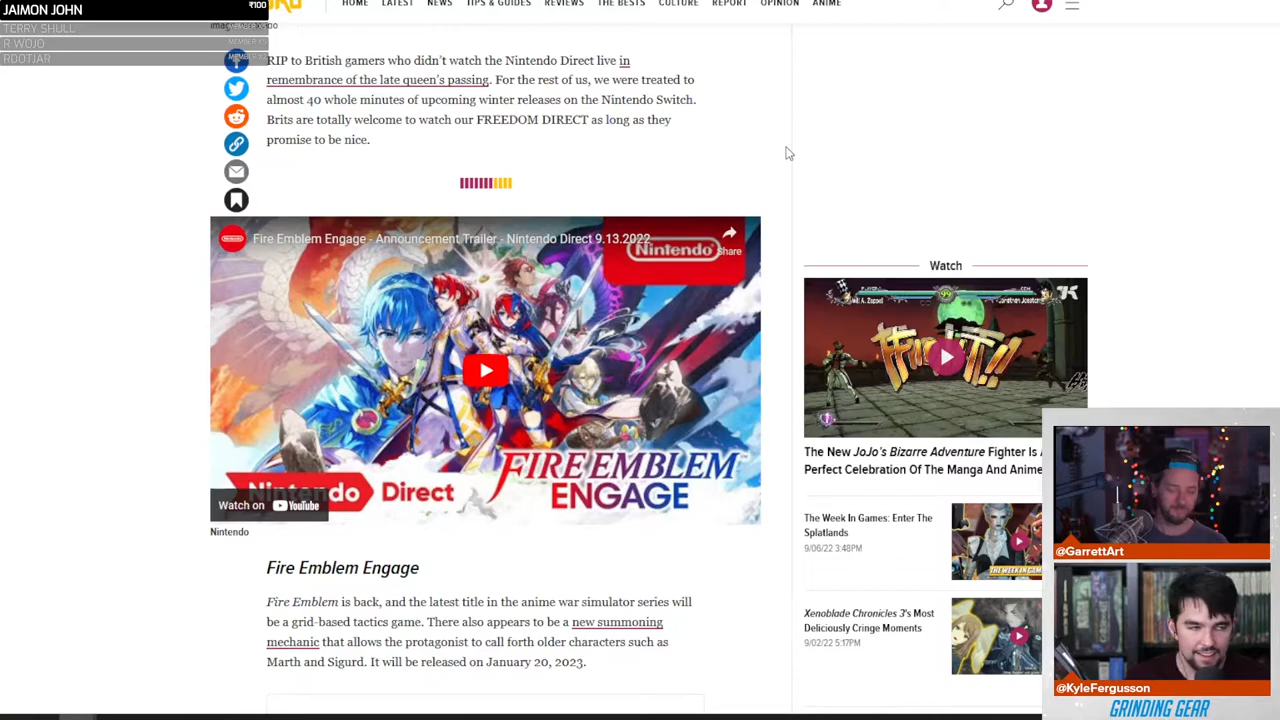 JAIMON JOHN ₹100
TERRY SHULL
R WOJO
RDOTJAR
HOME LATEST NEWS TIPS & GUIDES REVIEWS THE BESTS CULTURE REPORT OPINION ANIME
RIP to British gamers who didn't watch the Nintendo Direct live in
remembrance of the late queen's passing. For the rest of us, we were treated to
almost 40 whole minutes of upcoming winter releases on the Nintendo Switch.
Brits are totally welcome to watch our FREEDOM DIRECT as long as they
promise to be nice.
Fire Emblem Engage - Announcement Trailer - Nintendo Direct 9.13.2022
Nintendo
Share
Nintendo Direct
FIRE EMBLEM
ENGAGE
Watch on YouTube
Nintendo
Fire Emblem Engage
Fire Emblem is back, and the latest title in the anime war simulator series will
be a grid-based tactics game. There also appears to be a new summoning
mechanic that allows the protagonist to call forth older characters such as
Marth and Sigurd. It will be released on January 20, 2023.
Watch
99
The New JoJo's Bizarre Adventure Fighter Is
Perfect Celebration Of The Manga And Anime
The Week In Games: Enter The
Splatlands
9/06/22 3:48PM
Xenoblade Chronicles 3's Most
Deliciously Cringe Moments
9/02/22 5:17PM
@GarrettArt
@KyleFergusson
GRINDING GEAR